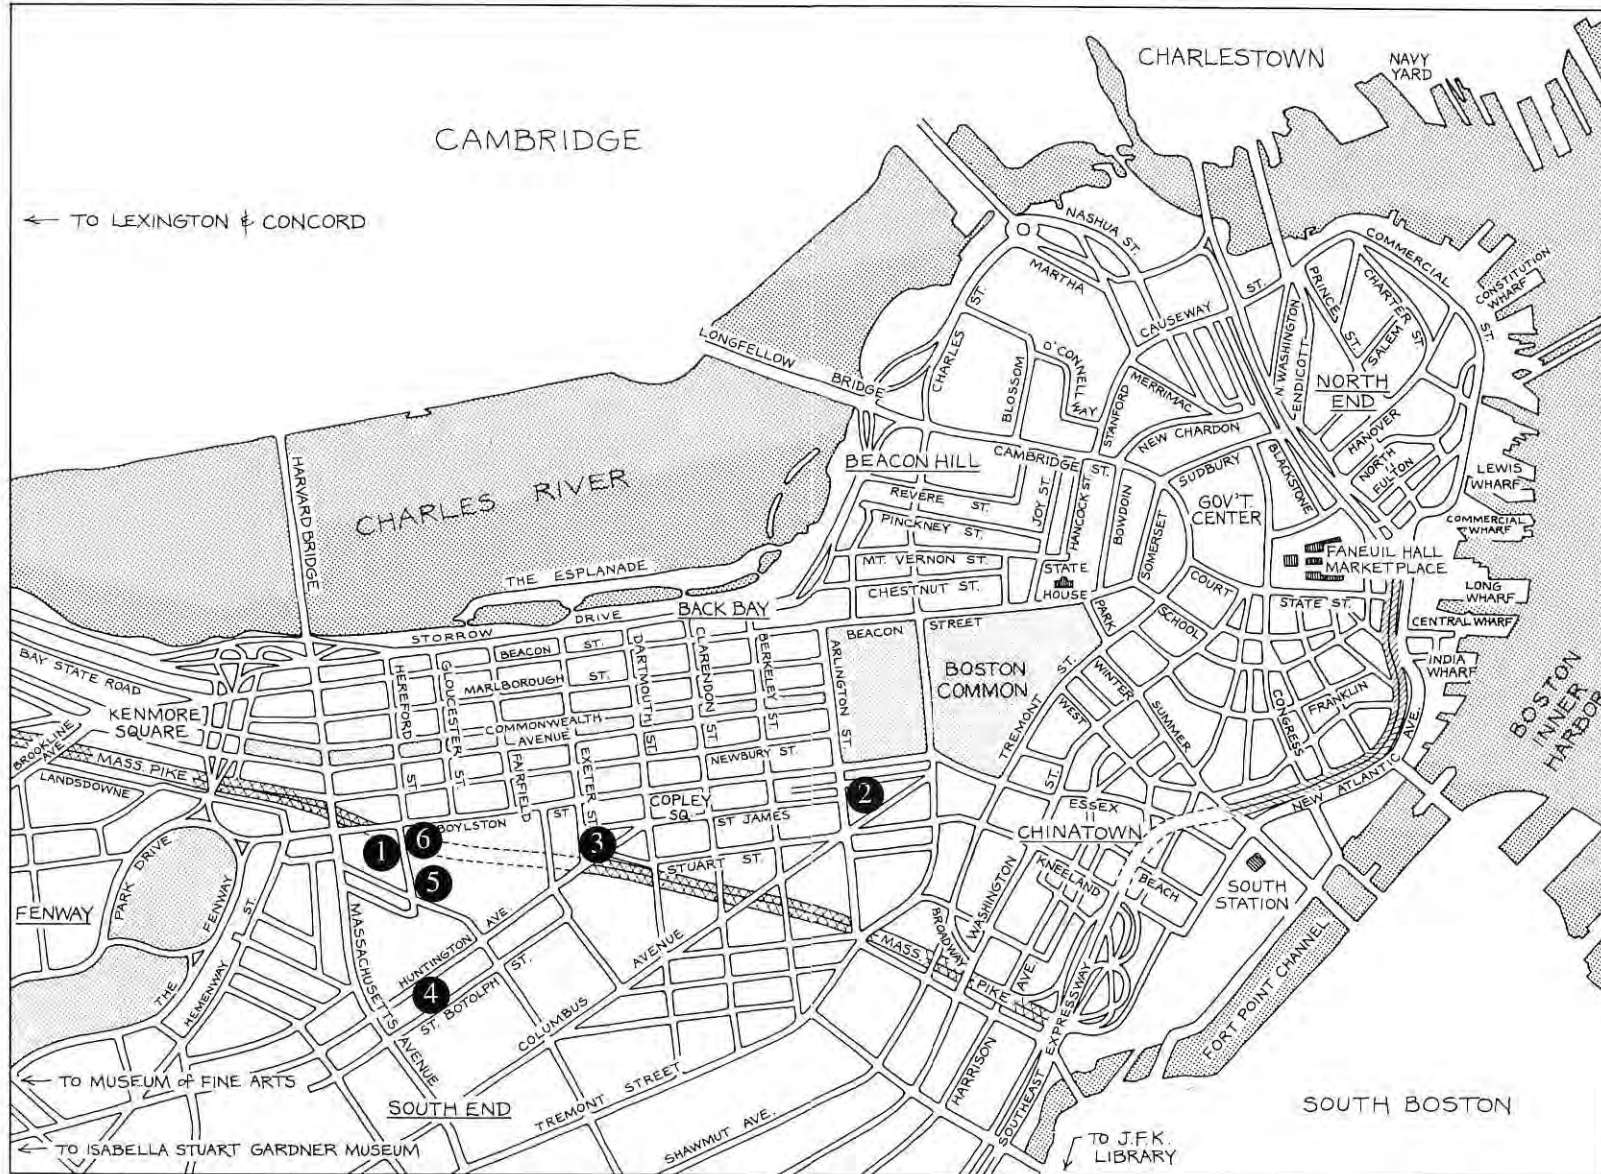 CHARLESTOWN
NAVY
YARD
CAMBRIDGE
← TO LEXINGTON & CONCORD
NASHUA ST.
MARTHA
COMMERCIAL
ST.
CONSTITUTION
WHARF
CAUSEWAY
ST.
PRINCE
ST.
CHARTER ST.
SALEM
N. WASHINGTON
ENDICOTT
NORTH
END
HANOVER
NORTH
FULTON
LEWIS
WHARF
COMMERCIAL
WHARF
LONGFELLOW
BRIDGE
CHARLES
ST.
BLOSSOM
O'CONNELL
WAY
STANFORD
MERRIMAC
NEW CHARDON
CAMBRIDGE ST.
SUDBURY
BLACKSTONE
GOV'T.
CENTER
BEACON HILL
REVERE ST.
PINCKNEY ST.
MT. VERNON ST.
CHESTNUT ST.
JOY ST.
HANCOCK ST.
BOWDOIN
SOMERSET
STATE
HOUSE
FANEUIL HALL
MARKETPLACE
LONG
WHARF
COURT
STATE ST.
CENTRAL WHARF
INDIA
WHARF
PARK
SCHOOL
HARVARD BRIDGE
CHARLES RIVER
THE ESPLANADE
BACK BAY
STORROW DRIVE
BEACON STREET
BEACON ST.
MARLBOROUGH ST.
COMMONWEALTH
AVENUE
NEWBURY ST.
HEREFORD
ST.
GLOUCESTER
ST.
FAIRFIELD
EXETER ST.
DARTMOUTH
ST.
CLARENDON ST.
BERKELEY ST.
ARLINGTON
ST.
BOSTON
COMMON
TREMONT
ST.
WINTER
WEST
ST.
SUMMER
CONGRESS
FRANKLIN
NEW ATLANTIC
AVE.
BOSTON
INNER
HARBOR
BAY STATE ROAD
KENMORE
SQUARE
BROOKLINE
AVE.
MASS. PIKE
LANDSDOWNE
BOYLSTON
ST.
COPLEY
SQ.
ST JAMES
STUART ST.
1
2
3
4
5
6
ESSEX
CHINATOWN
KNEELAND
BEACH
WASHINGTON
BROADWAY
SOUTH
STATION
FORT POINT CHANNEL
PARK DRIVE
FENWAY
THE
FENWAY
HEMENWAY
ST.
MASSACHUSETTS
AVENUE
HUNTINGTON AVE.
ST. BOTOLPH ST.
COLUMBUS
AVENUE
MASS.
PIKE
AVE
HARRISON
SOUTHEAST EXPRESSWAY
← TO MUSEUM of FINE ARTS
SOUTH END
TREMONT STREET
SHAWMUT AVE.
← TO ISABELLA STUART GARDNER MUSEUM
SOUTH BOSTON
TO J.F.K.
LIBRARY